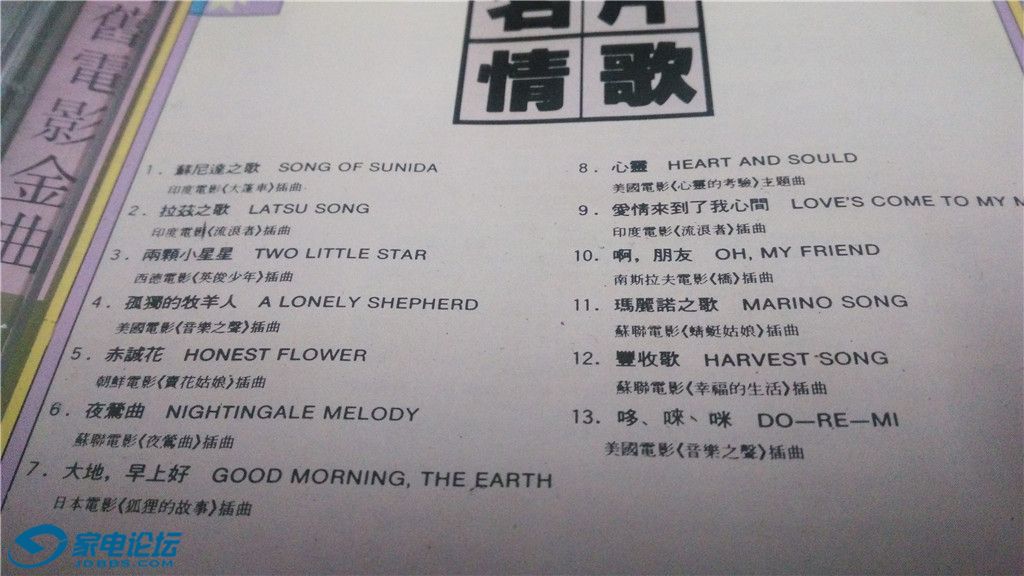 舊電影金曲
名片
情歌
1. 蘇尼達之歌 SONG OF SUNIDA
印度電影《大蓬車》插曲
2. 拉茲之歌 LATSU SONG
印度電影《流浪者》插曲
3. 兩顆小星星 TWO LITTLE STAR
西德電影《英俊少年》插曲
4. 孤獨的牧羊人 A LONELY SHEPHERD
美國電影《音樂之聲》插曲
5. 赤誠花 HONEST FLOWER
朝鮮電影《賣花姑娘》插曲
6. 夜鶯曲 NIGHTINGALE MELODY
蘇聯電影《夜鶯曲》插曲
7. 大地，早上好 GOOD MORNING, THE EARTH
日本電影《狐狸的故事》插曲
8. 心靈 HEART AND SOULD
美國電影《心靈的考驗》主題曲
9. 愛情來到了我心間 LOVE'S COME TO MY
印度電影《流浪者》插曲
10. 啊，朋友 OH, MY FRIEND
南斯拉夫電影《橋》插曲
11. 瑪麗諾之歌 MARINO SONG
蘇聯電影《蜻蜓姑娘》插曲
12. 豐收歌 HARVEST SONG
蘇聯電影《幸福的生活》插曲
13. 哆、唻、咪 DO—RE—MI
美國電影《音樂之聲》插曲
家电论坛
JDBBS.COM